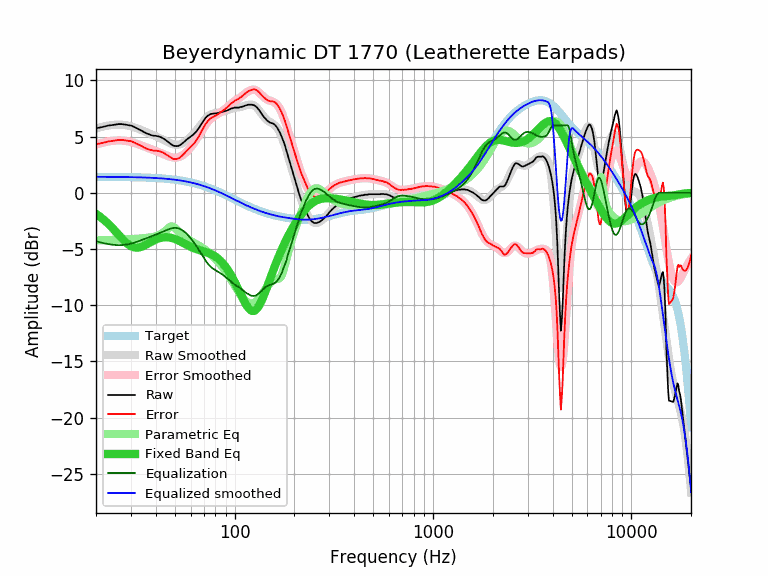 Beyerdynamic DT 1770 (Leatherette Earpads)
10
5
0
−5
−10
−15
−20
−25
Amplitude (dBr)
Target
Raw Smoothed
Error Smoothed
Raw
Error
Parametric Eq
Fixed Band Eq
Equalization
Equalized smoothed
100
1000
10000
Frequency (Hz)